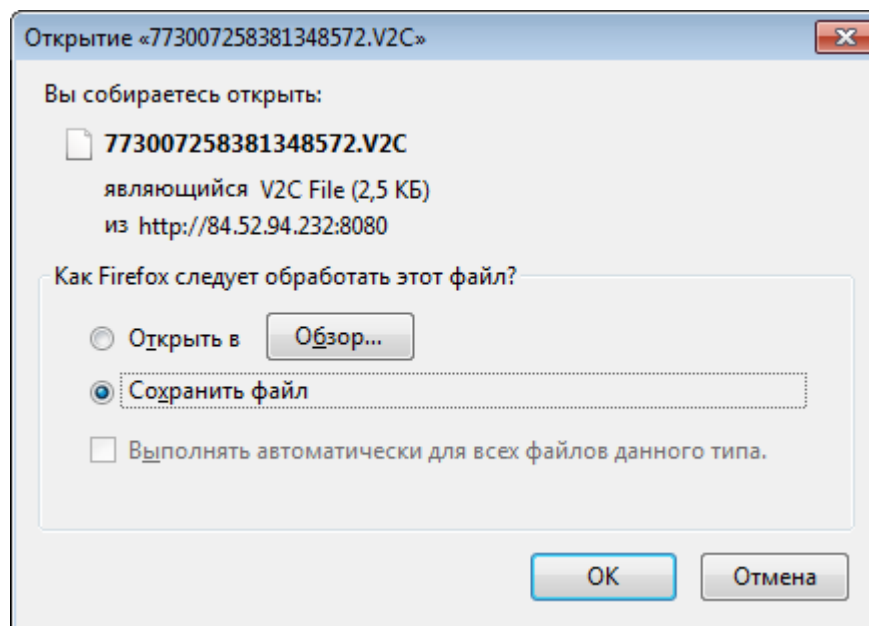 Открытие «773007258381348572.V2C»
Вы собираетесь открыть:
773007258381348572.V2C
являющийся V2C File (2,5 КБ)
из http://84.52.94.232:8080
Как Firefox следует обработать этот файл?
Открыть в Обзор...
Сохранить файл
Выполнять автоматически для всех файлов данного типа.
ОК Отмена